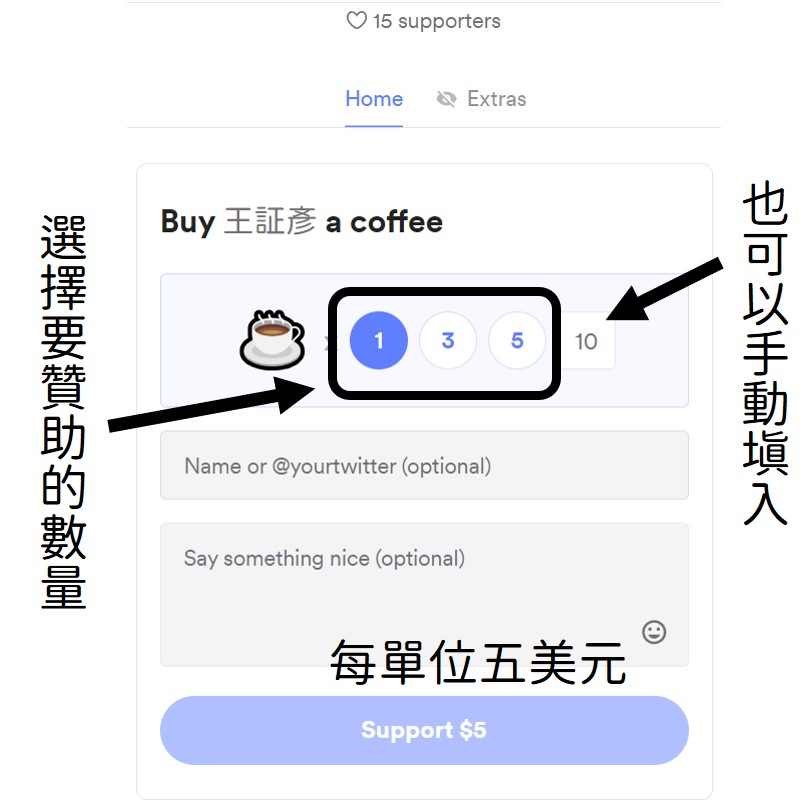 15 supporters
Home
Extras
Buy 王証彥 a coffee
選擇要贊助的數量
也可以手動填入
x
1
3
5
10
Name or @yourtwitter (optional)
Say something nice (optional)
每單位五美元
Support $5